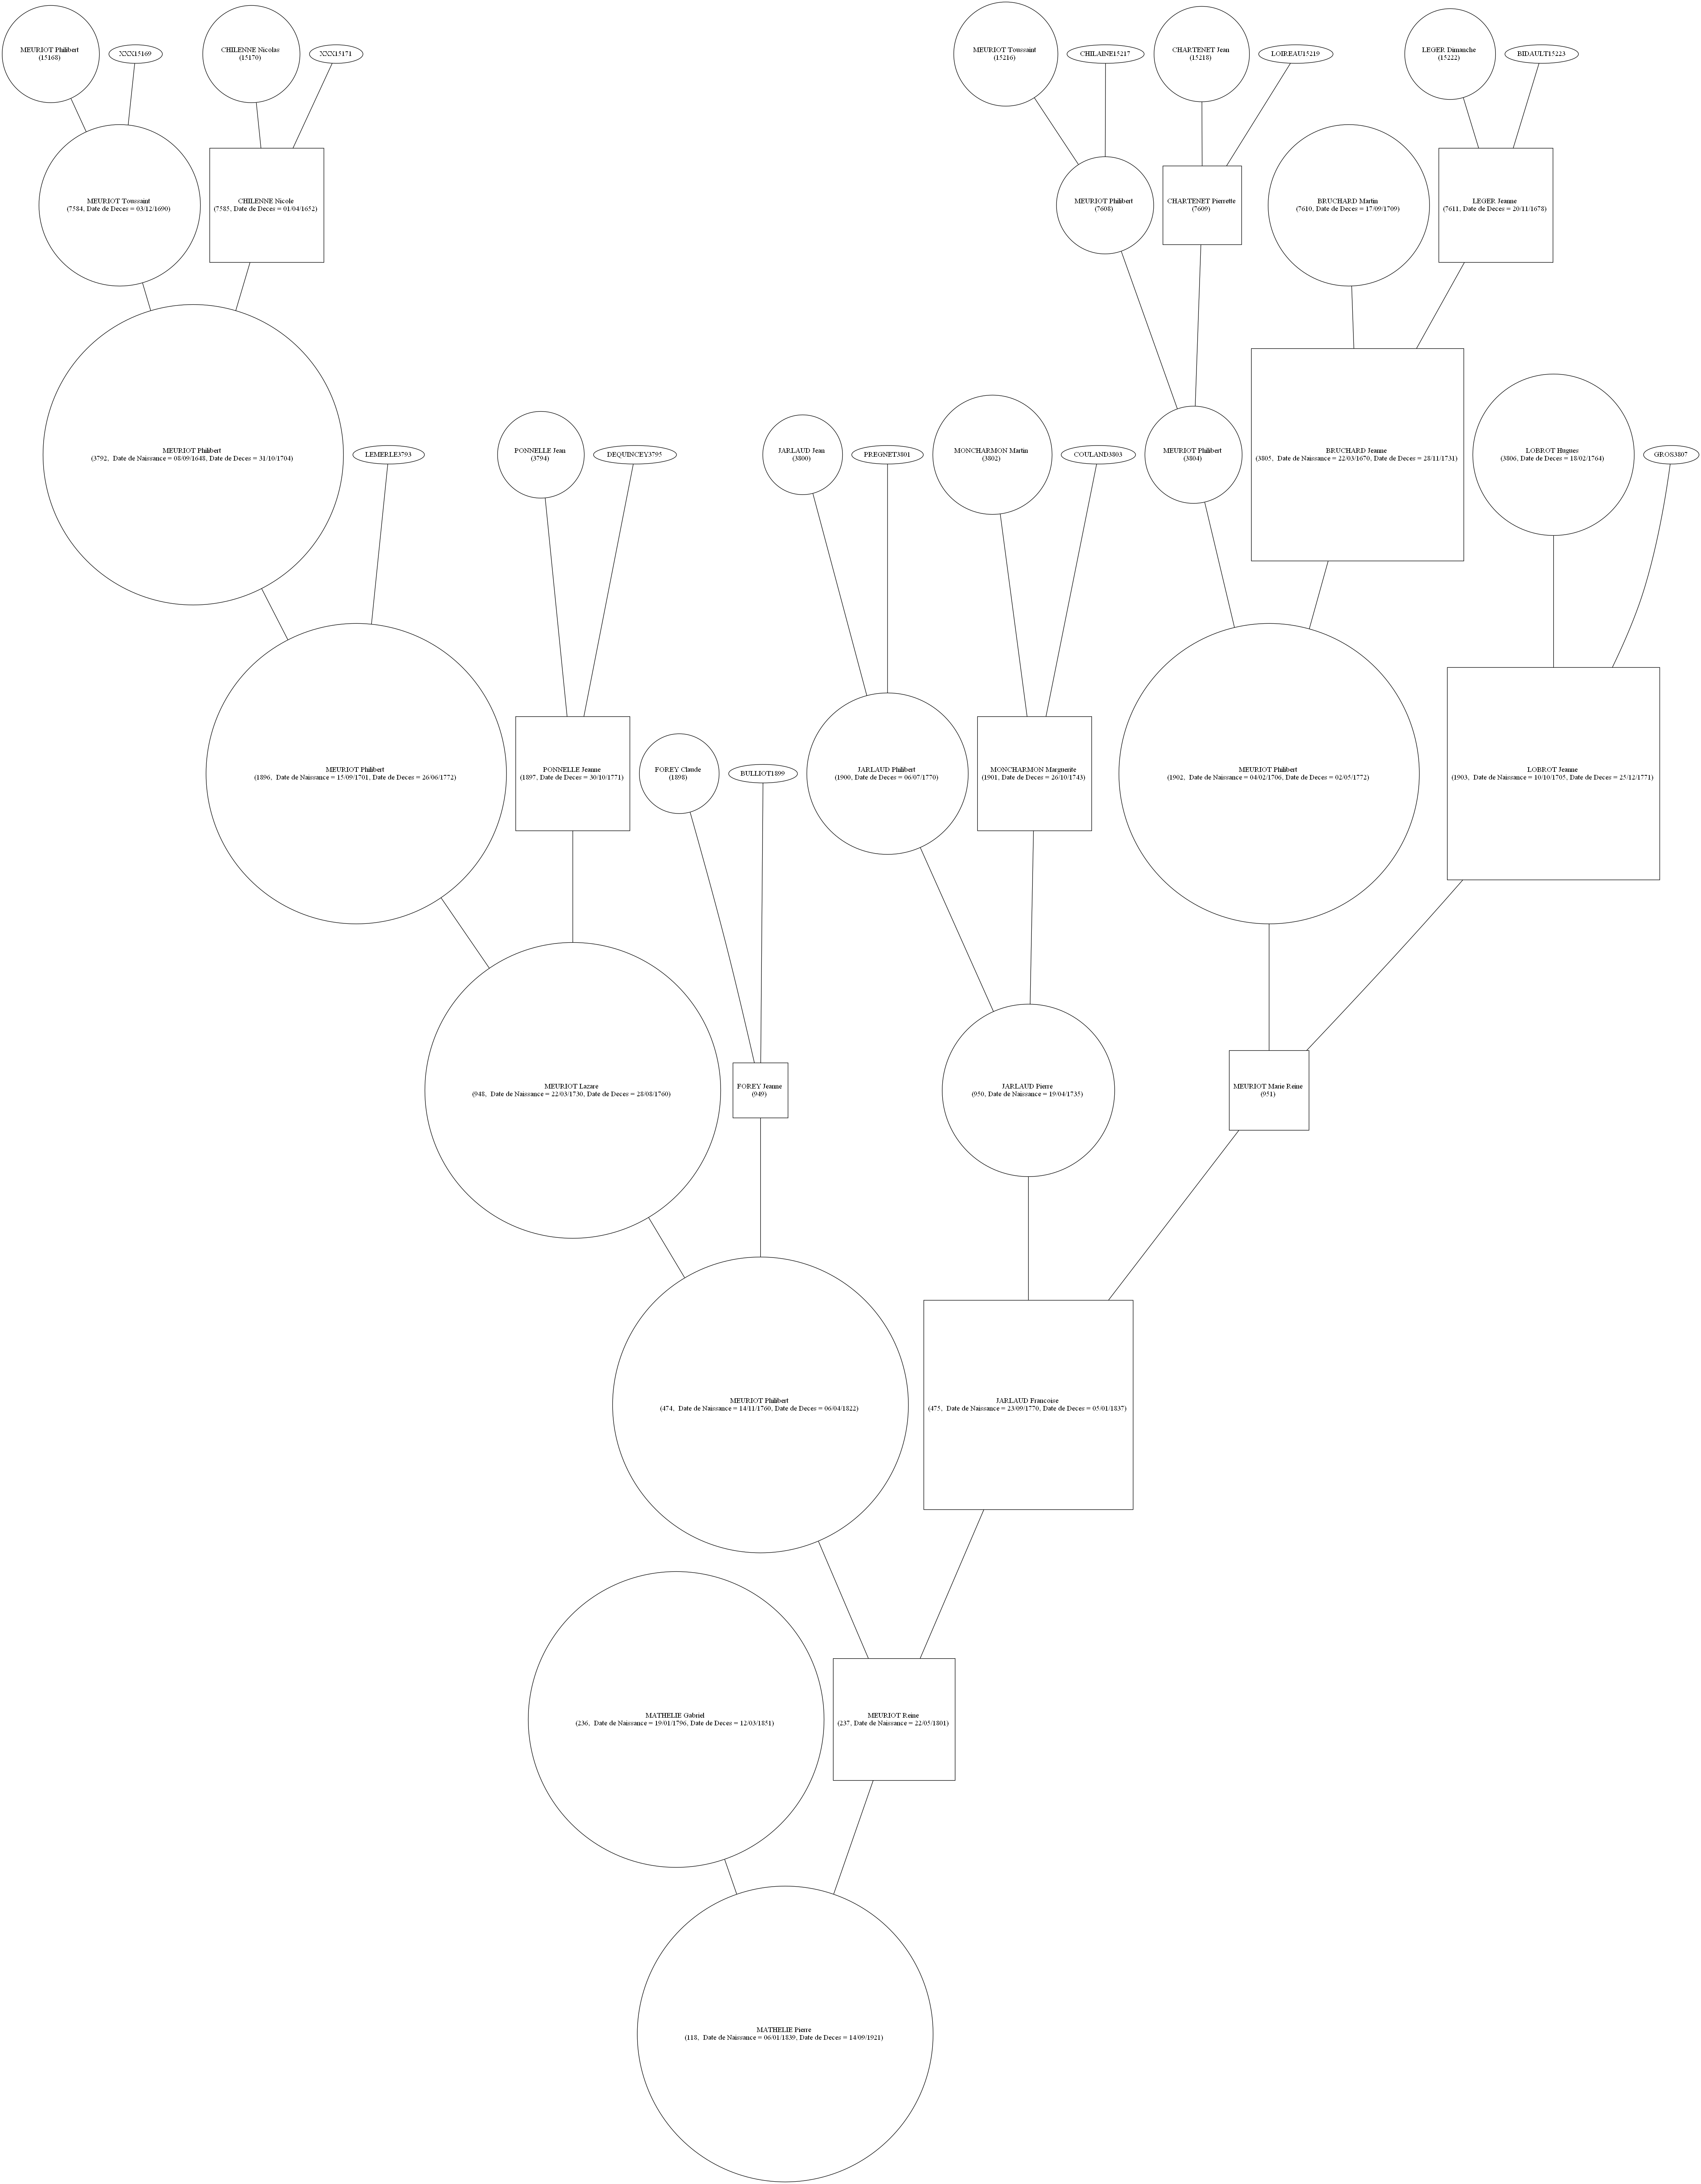 MEURIOT Philibert
(15168)
XXX15169
CHILENNE Nicolas
(15170)
XXX15171
MEURIOT Toussaint
(15216)
CHILAINE15217
CHARTENET Jean
(15218)
LOIREAU15219
LEGER Dimanche
(15222)
BIDAULT15223
MEURIOT Toussaint
(7584, Date de Deces = 03/12/1690)
CHILENNE Nicole
(7585, Date de Deces = 01/04/1652)
MEURIOT Philibert
(7608)
CHARTENET Pierrette
(7609)
BRUCHARD Martin
(7610, Date de Deces = 17/09/1709)
LEGER Jeanne
(7611, Date de Deces = 20/11/1678)
MEURIOT Philibert
(3792,  Date de Naissance = 08/09/1648, Date de Deces = 31/10/1704)
LEMERLE3793
PONNELLE Jean
(3794)
DEQUINCEY3795
JARLAUD Jean
(3800)
PREGNET3801
MONCHARMON Martin
(3802)
COULAND3803
MEURIOT Philibert
(3804)
BRUCHARD Jeanne
(3805,  Date de Naissance = 22/03/1670, Date de Deces = 28/11/1731)
LOBROT Hugues
(3806, Date de Deces = 18/02/1764)
GROS3807
MEURIOT Philibert
(1896,  Date de Naissance = 15/09/1701, Date de Deces = 26/06/1772)
PONNELLE Jeanne
(1897, Date de Deces = 30/10/1771)
FOREY Claude
(1898)
BULLIOT1899
JARLAUD Philibert
(1900, Date de Deces = 06/07/1770)
MONCHARMON Marguerite
(1901, Date de Deces = 26/10/1743)
MEURIOT Philibert
(1902,  Date de Naissance = 04/02/1706, Date de Deces = 02/05/1772)
LOBROT Jeanne
(1903,  Date de Naissance = 10/10/1705, Date de Deces = 25/12/1771)
MEURIOT Lazare
(948,  Date de Naissance = 22/03/1730, Date de Deces = 28/08/1760)
FOREY Jeanne
(949)
JARLAUD Pierre
(950, Date de Naissance = 19/04/1735)
MEURIOT Marie Reine
(951)
MEURIOT Philibert
(474,  Date de Naissance = 14/11/1760, Date de Deces = 06/04/1822)
JARLAUD Francoise
(475,  Date de Naissance = 23/09/1770, Date de Deces = 05/01/1837)
MATHELIE Gabriel
(236,  Date de Naissance = 19/01/1796, Date de Deces = 12/03/1851)
MEURIOT Reine
(237, Date de Naissance = 22/05/1801)
MATHELIE Pierre
(118,  Date de Naissance = 06/01/1839, Date de Deces = 14/09/1921)